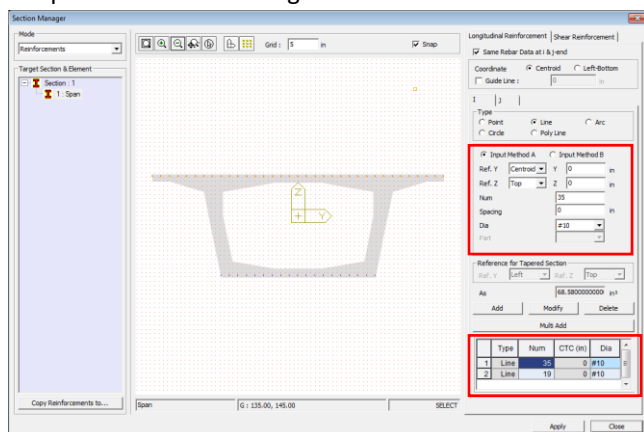 Section Manager
Mode
Reinforcements
Target Section & Element
Section : 1
1 : Span
Copy Reinforcements to...
Grid : 5 in
Snap
Z
Y
Span
G : 135.00, 145.00
SELECT
Longitudinal Reinforcement
Shear Reinforcement
Same Rebar Data at i & j-end
Coordinate
Centroid
Left-Bottom
Guide Line :
0
in
I
J
Type
Point
Line
Arc
Circle
Poly Line
Input Method A
Input Method B
Ref. Y Centroid Y 0 in
Ref. Z Top Z 0 in
Num 35
Spacing 0 in
Dia #10
Part
Reference for Tapered Section
Ref. Y Left Ref. Z Top
As 68.5800000000 in²
Add
Modify
Delete
Multi Add
Type Num CTC (in) Dia
1 Line 35 0 #10
2 Line 19 0 #10
Apply
Close